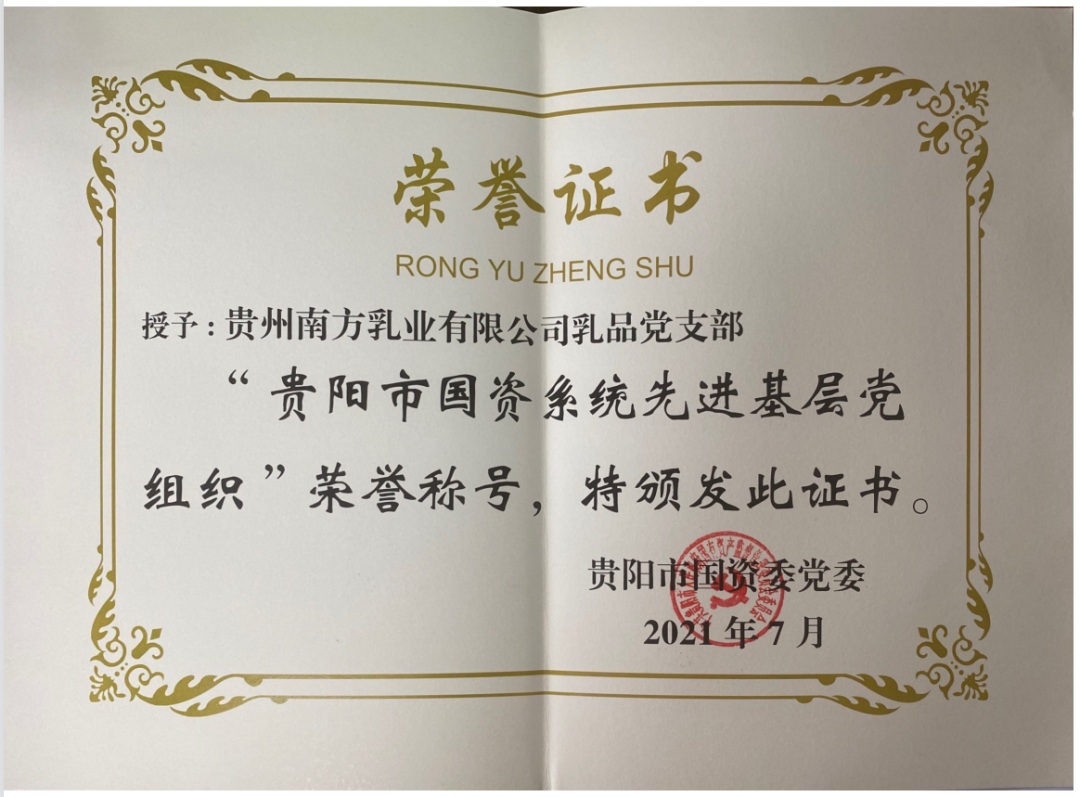 荣誉证书
RONG YU ZHENG SHU
授予：贵州南方乳业有限公司乳品党支部
“贵阳市国资系统先进基层党
组织”荣誉称号，特颁发此证书。
贵阳市国资委党委
2021年7月